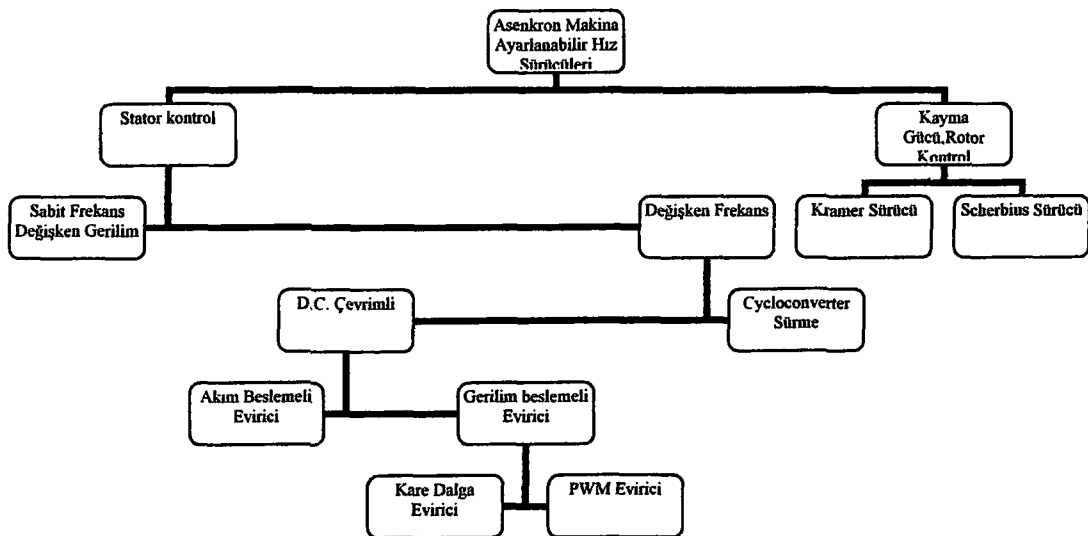 Asenkron Makina
Ayarlanabilir Hız
Sürücüleri
Stator kontrol
Kayma
Gücü,Rotor
Kontrol
Sabit Frekans
Değişken Gerilim
Değişken Frekans
Kramer Sürücü
Scherbius Sürücü
D.C. Çevrimli
Cycloconverter
Sürme
Akım Beslemeli
Evirici
Gerilim beslemeli
Evirici
Kare Dalga
Evirici
PWM Evirici